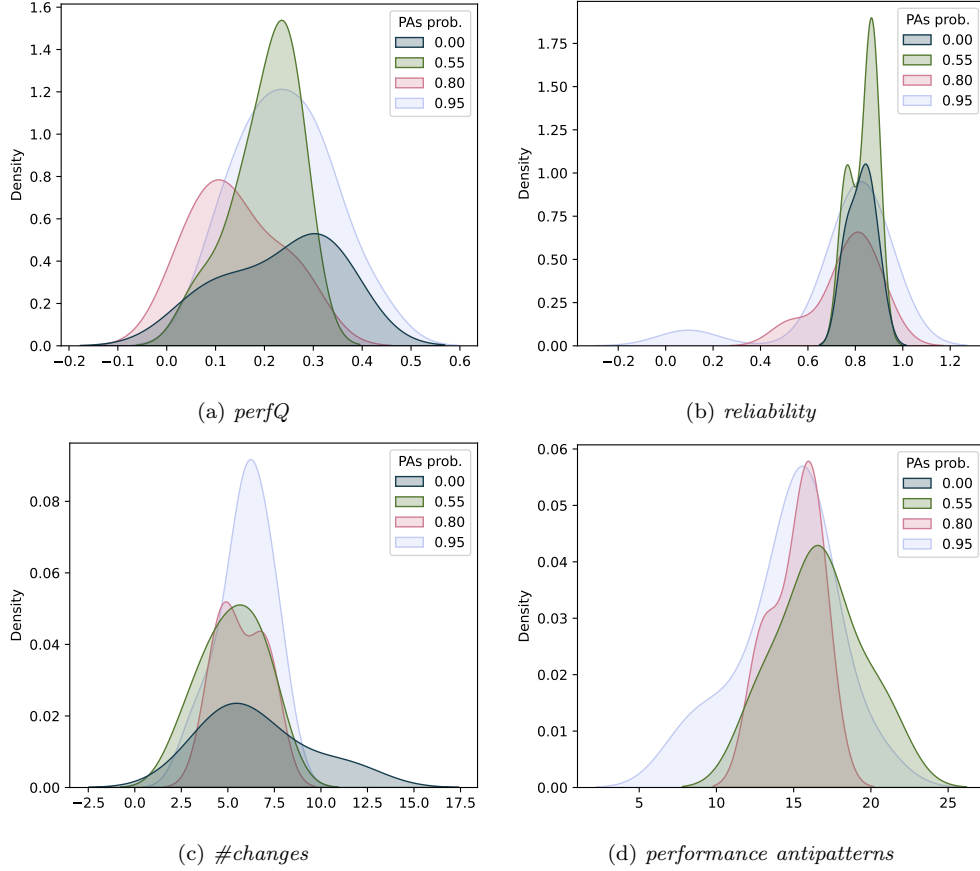 1.6
1.4
1.2
1.0
0.8
0.6
0.4
0.2
0.0
Density
−0.2 −0.1 0.0 0.1 0.2 0.3 0.4 0.5 0.6
PAs prob.
0.00
0.55
0.80
0.95
(a) perfQ
1.75
1.50
1.25
1.00
0.75
0.50
0.25
0.00
Density
−0.2 0.0 0.2 0.4 0.6 0.8 1.0 1.2
PAs prob.
0.00
0.55
0.80
0.95
(b) reliability
0.08
0.06
0.04
0.02
0.00
Density
−2.5 0.0 2.5 5.0 7.5 10.0 12.5 15.0 17.5
PAs prob.
0.00
0.55
0.80
0.95
(c) #changes
0.06
0.05
0.04
0.03
0.02
0.01
0.00
Density
5 10 15 20 25
PAs prob.
0.00
0.55
0.80
0.95
(d) performance antipatterns